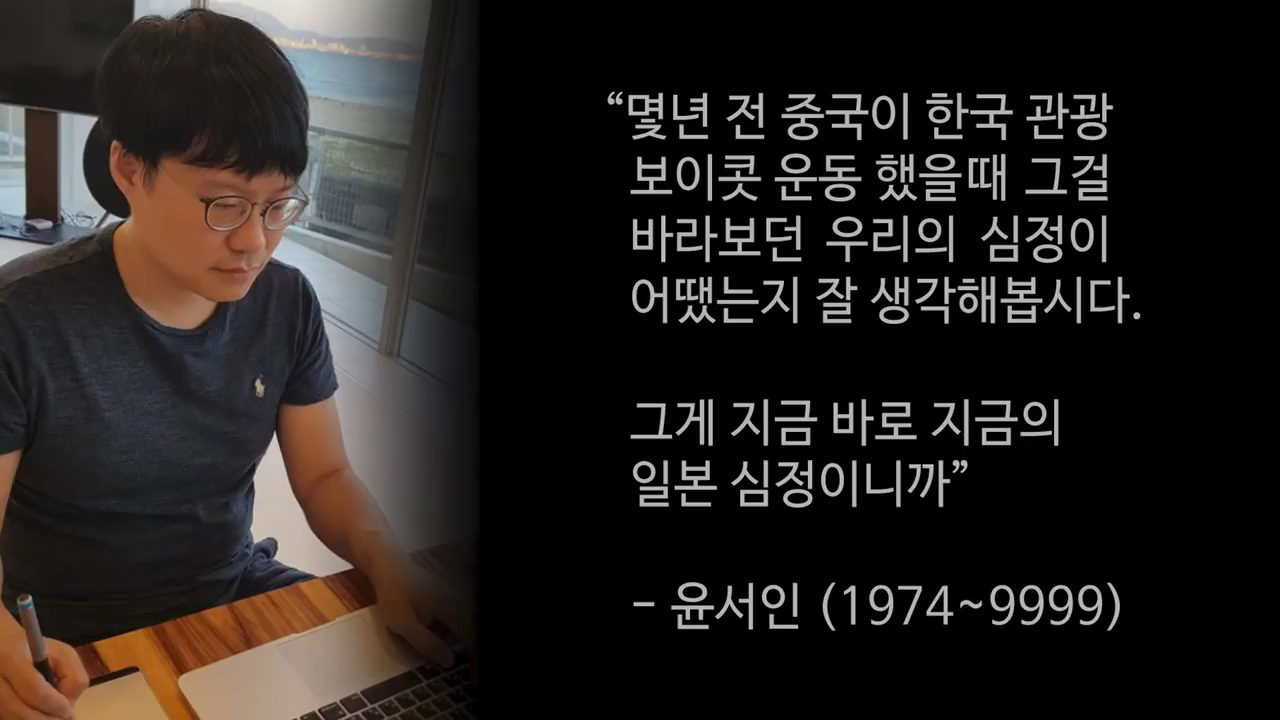 “몇년 전 중국이 한국 관광
보이콧 운동 했을때 그걸
바라보던 우리의 심정이
어땠는지 잘 생각해봅시다.
그게 지금 바로 지금의
일본 심정이니까”
- 윤서인 (1974~9999)